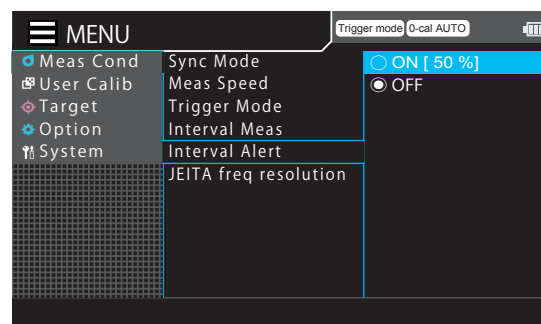 MENU
Trigger mode 0-cal AUTO
Meas Cond
User Calib
Target
Option
System
Sync Mode
Meas Speed
Trigger Mode
Interval Meas
Interval Alert
JEITA freq resolution
ON [ 50 %]
OFF